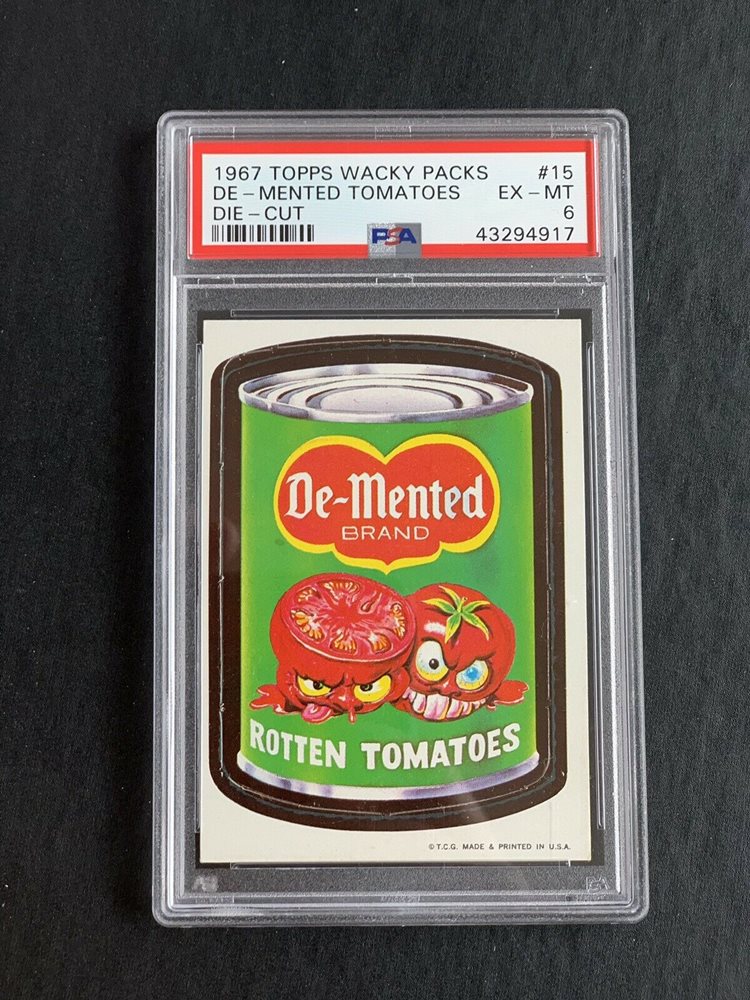 1967 TOPPS WACKY PACKS #15
DE-MENTED TOMATOES EX-MT
DIE-CUT 6
PSA 43294917
De-Mented
BRAND
ROTTEN TOMATOES
© T.C.G. MADE & PRINTED IN U.S.A.